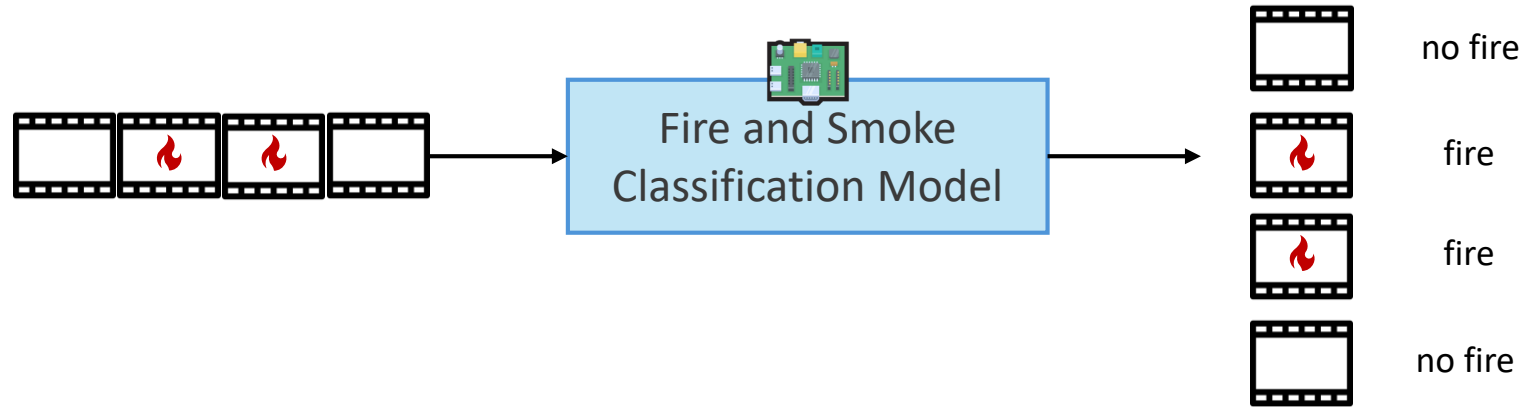 no fire
Fire and Smoke
Classification Model
fire
fire
no fire